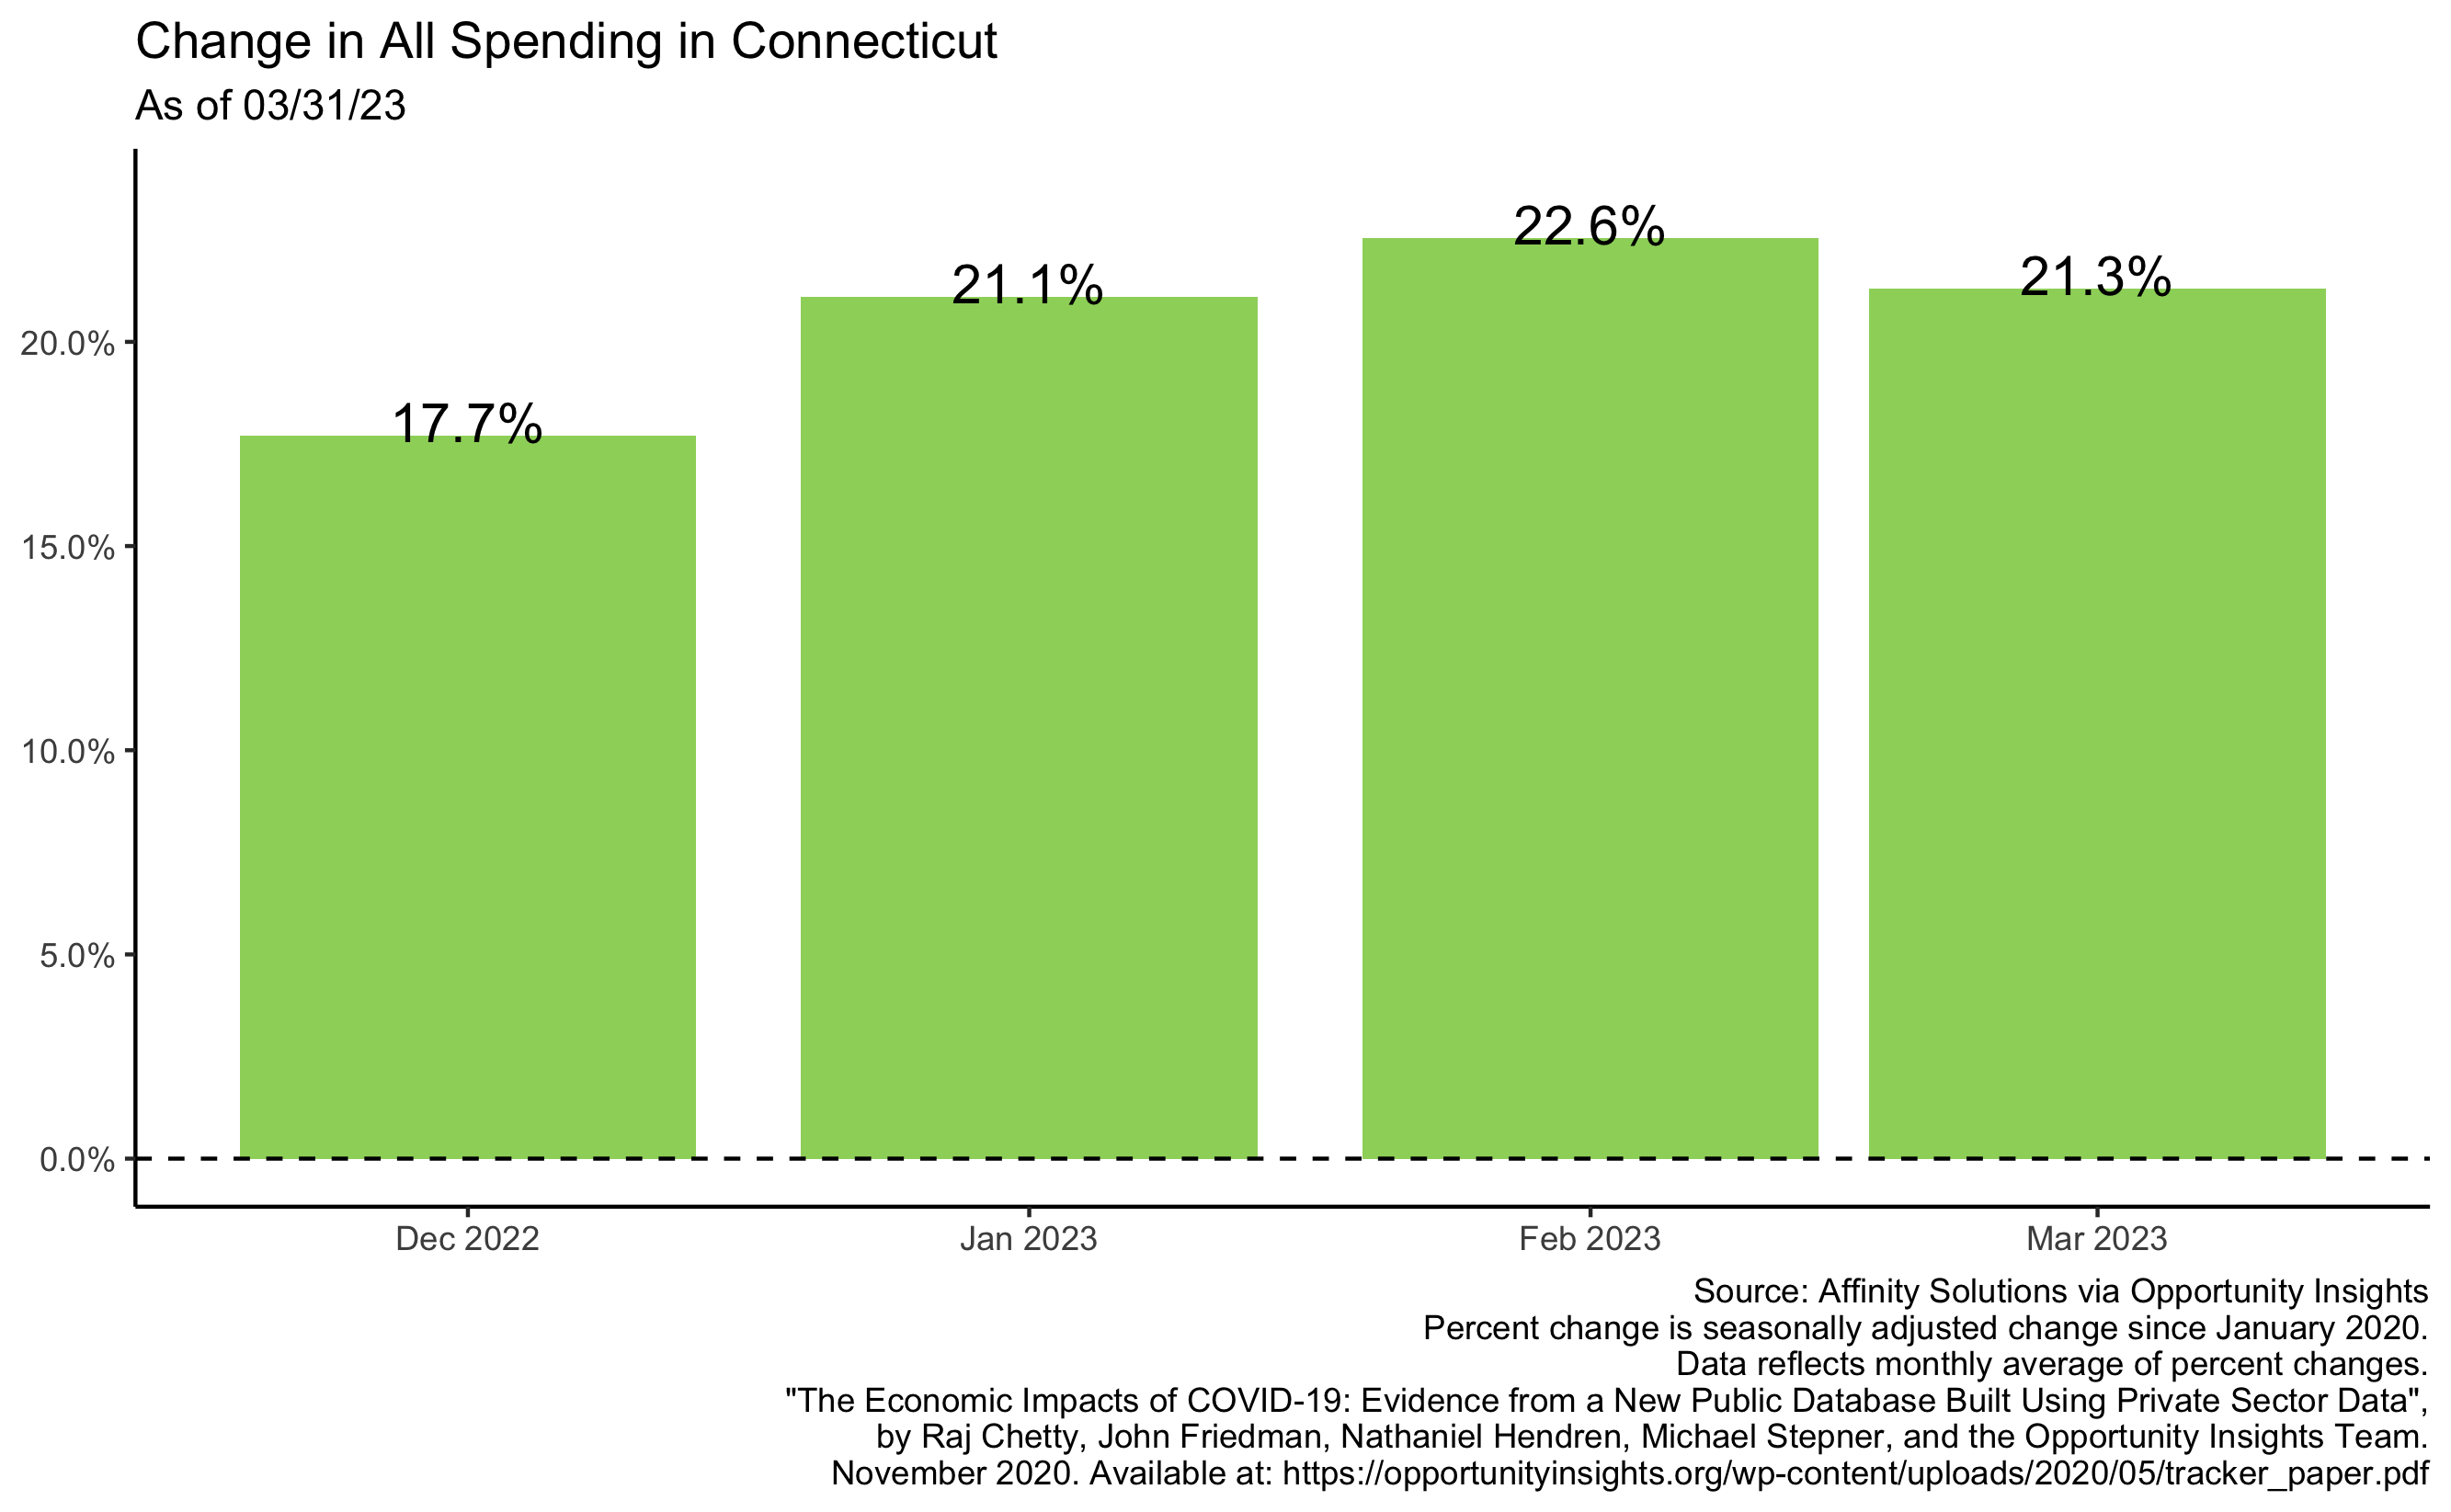 Change in All Spending in Connecticut
As of 03/31/23
22.6%
21.3%
21.1%
20.0%
17.7%
15.0%
10.0%
5.0%
0.0%
Dec 2022 Jan 2023 Feb 2023 Mar 2023
Source: Affinity Solutions via Opportunity Insights
Percent change is seasonally adjusted change since January 2020.
Data reflects monthly average of percent changes.
"The Economic Impacts of COVID-19: Evidence from a New Public Database Built Using Private Sector Data",
by Raj Chetty, John Friedman, Nathaniel Hendren, Michael Stepner, and the Opportunity Insights Team.
November 2020. Available at: https://opportunityinsights.org/wp-content/uploads/2020/05/tracker_paper.pdf